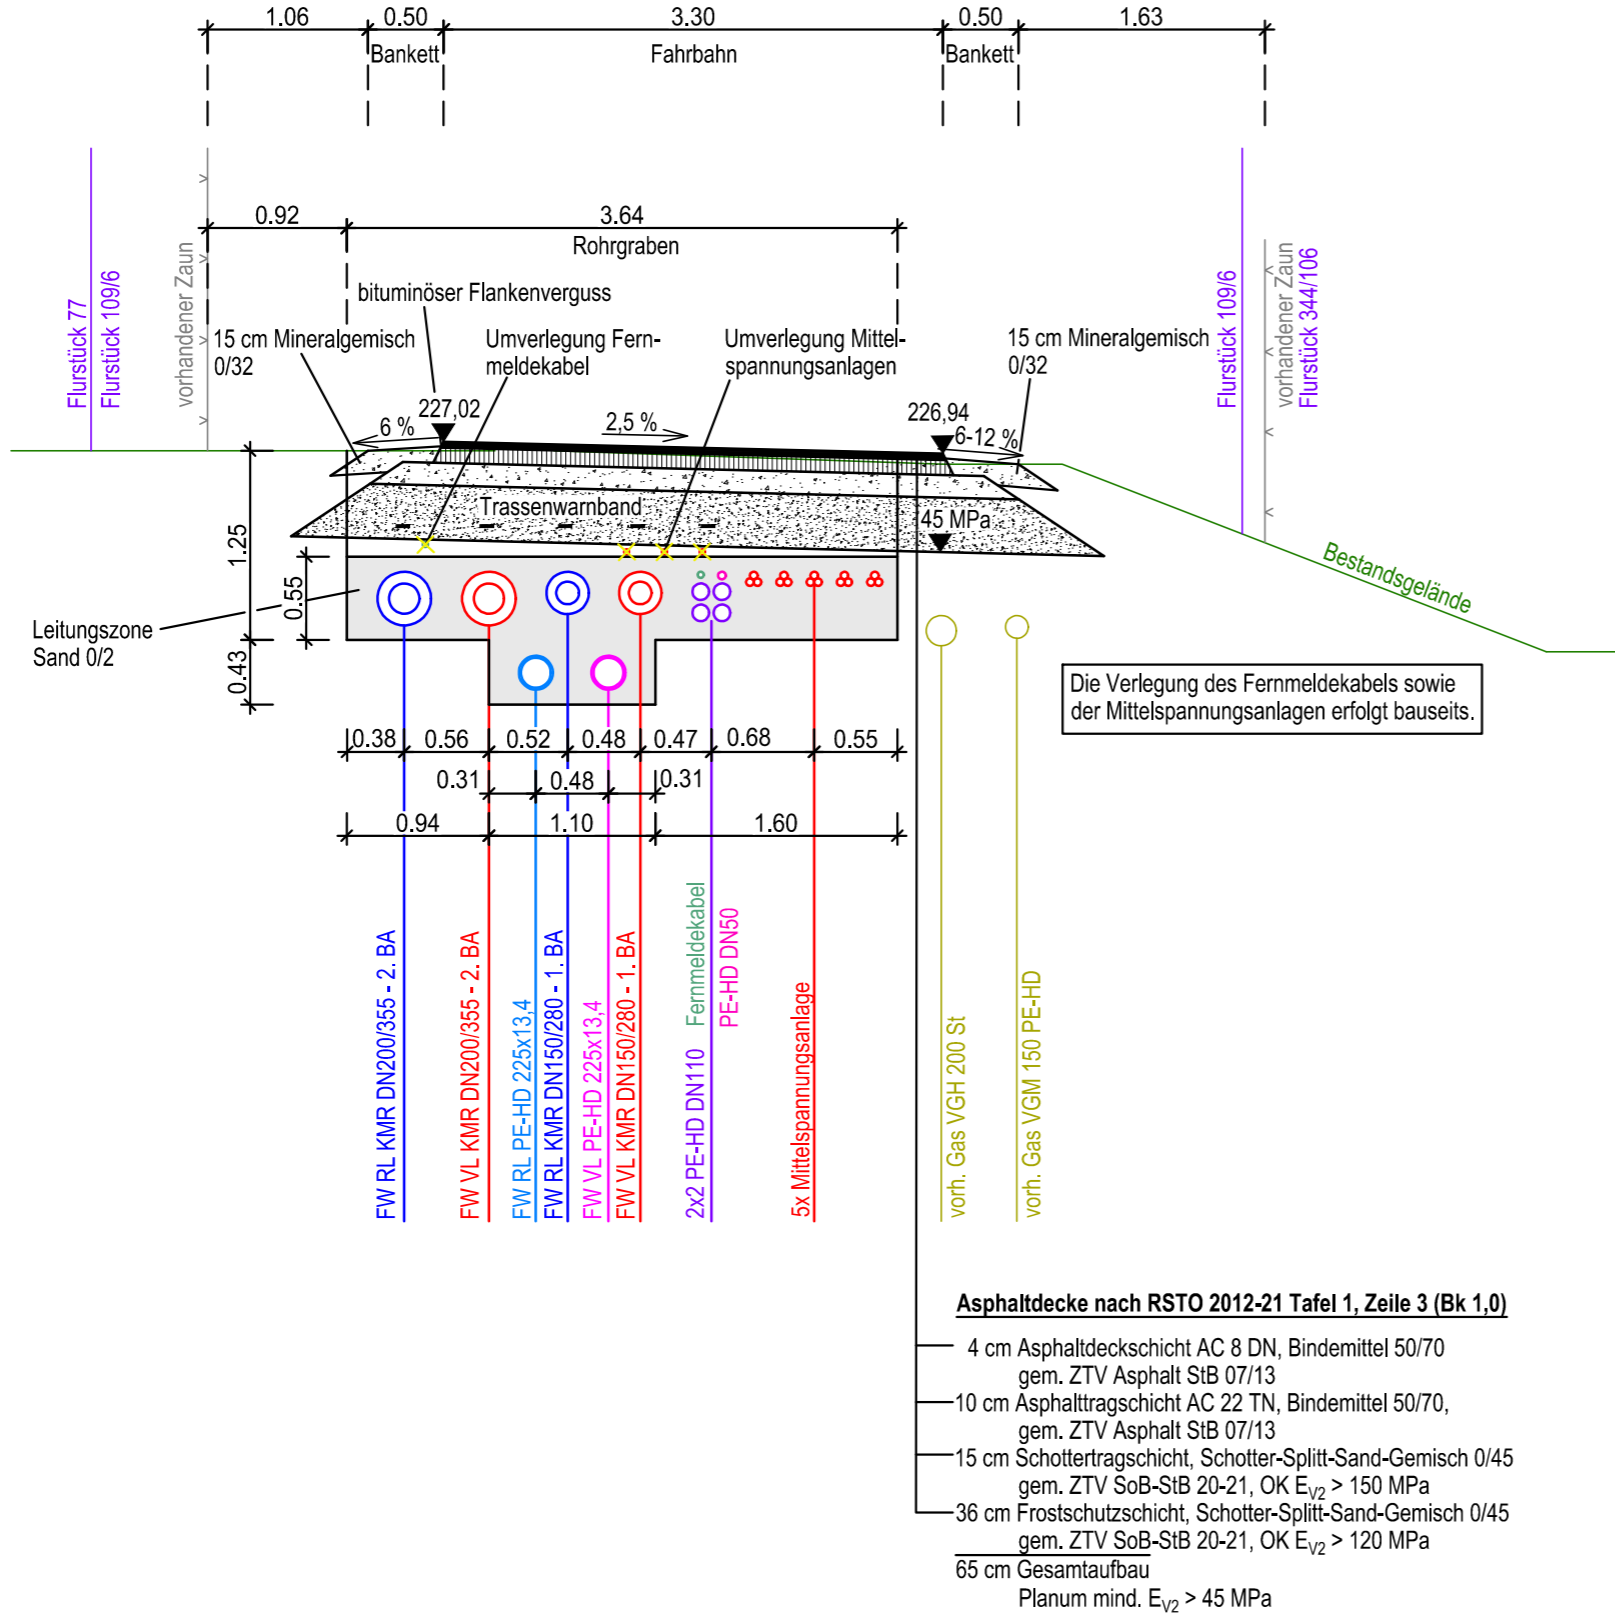 1.06 0.50 3.30 0.50 1.63
Bankett Fahrbahn Bankett
0.92 3.64
Rohrgraben
Flurstück 77
Flurstück 109/6
vorhandener Zaun
Flurstück 109/6
vorhandener Zaun
Flurstück 344/106
bituminöser Flankenverguss
15 cm Mineralgemisch
0/32
Umverlegung Fern-
meldekabel
Umverlegung Mittel-
spannungsanlagen
15 cm Mineralgemisch
0/32
6 %
227,02
2,5 %
226,94
6-12 %
Trassenwarnband
45 MPa
1.25
0.55
0.43
Leitungszone
Sand 0/2
Bestandsgelände
Die Verlegung des Fernmeldekabels sowie
der Mittelspannungsanlagen erfolgt bauseits.
0.38 0.56 0.52 0.48 0.47 0.68 0.55
0.31 0.48 0.31
0.94 1.10 1.60
FW RL KMR DN200/355 - 2. BA
FW VL KMR DN200/355 - 2. BA
FW RL PE-HD 225x13,4
FW RL KMR DN150/280 - 1. BA
FW VL PE-HD 225x13,4
FW VL KMR DN150/280 - 1. BA
2x2 PE-HD DN110
Fernmeldekabel
PE-HD DN50
5x Mittelspannungsanlage
vorh. Gas VGH 200 St
vorh. Gas VGM 150 PE-HD
Asphaltdecke nach RSTO 2012-21 Tafel 1, Zeile 3 (Bk 1,0)
4 cm Asphaltdeckschicht AC 8 DN, Bindemittel 50/70
gem. ZTV Asphalt StB 07/13
10 cm Asphalttragschicht AC 22 TN, Bindemittel 50/70,
gem. ZTV Asphalt StB 07/13
15 cm Schottertragschicht, Schotter-Splitt-Sand-Gemisch 0/45
gem. ZTV SoB-StB 20-21, OK EV2 > 150 MPa
36 cm Frostschutzschicht, Schotter-Splitt-Sand-Gemisch 0/45
gem. ZTV SoB-StB 20-21, OK EV2 > 120 MPa
65 cm Gesamtaufbau
Planum mind. EV2 > 45 MPa